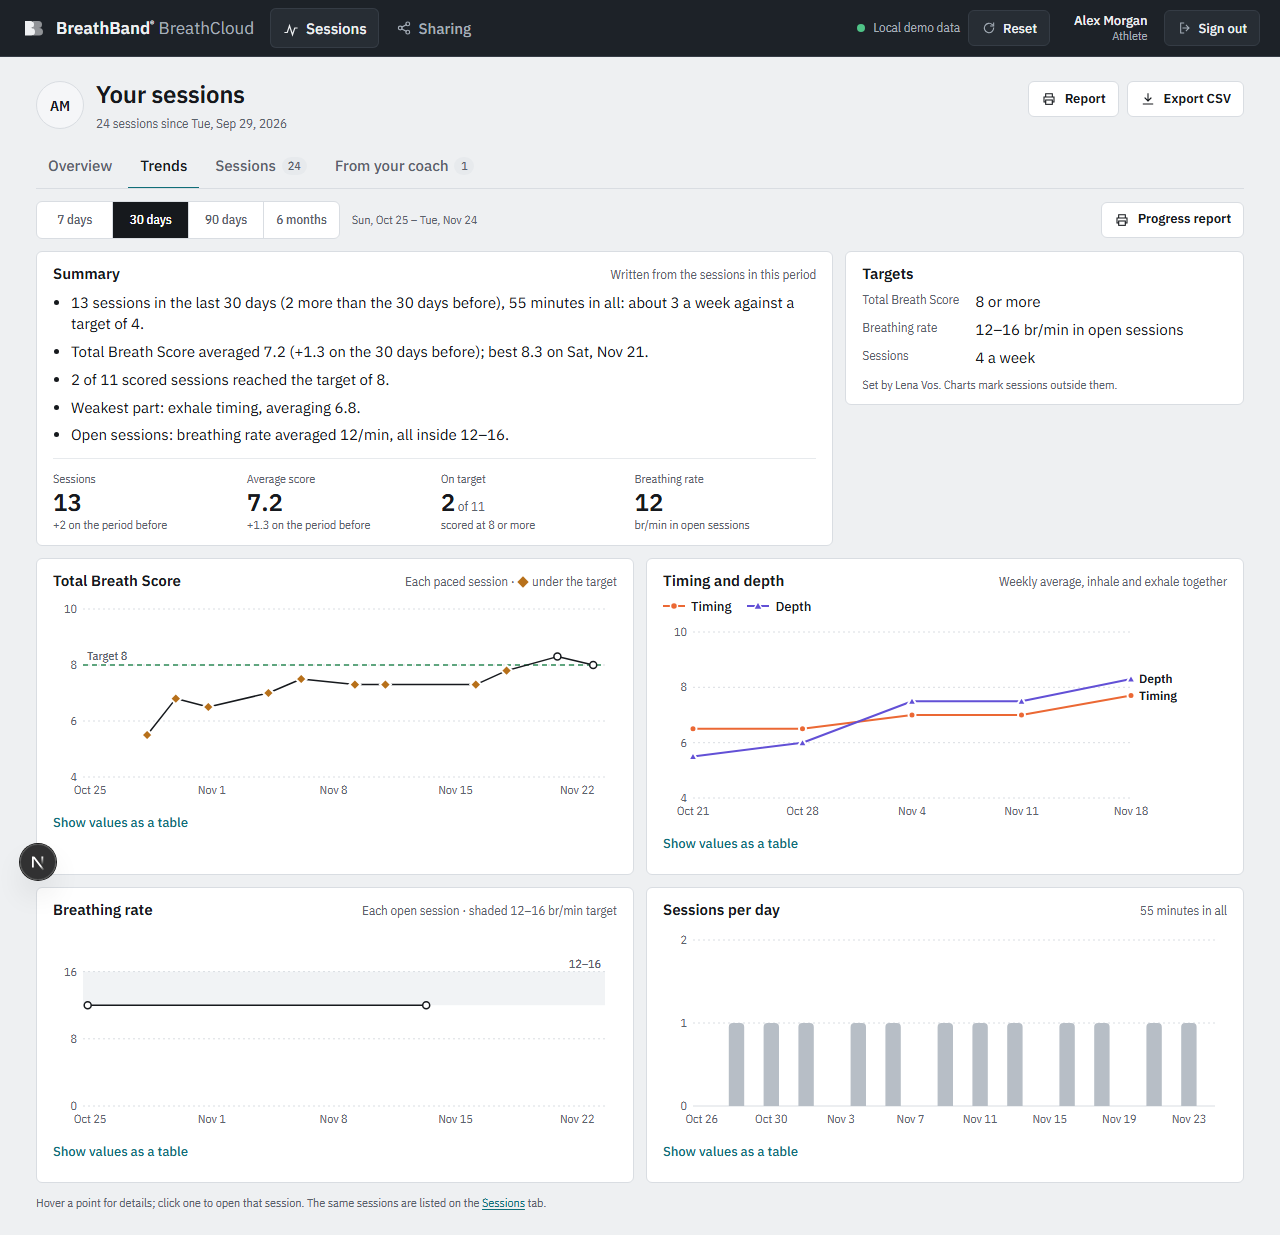 BreathBand® BreathCloud
Sessions
Sharing
Local demo data
Reset
Alex Morgan
Athlete
Sign out
AM
Your sessions
24 sessions since Tue, Sep 29, 2026
Report
Export CSV
Overview
Trends
Sessions 24
From your coach 1
7 days
30 days
90 days
6 months
Sun, Oct 25 – Tue, Nov 24
Progress report
Summary
Written from the sessions in this period
• 13 sessions in the last 30 days (2 more than the 30 days before), 55 minutes in all: about 3 a week against a
target of 4.
• Total Breath Score averaged 7.2 (+1.3 on the 30 days before); best 8.3 on Sat, Nov 21.
• 2 of 11 scored sessions reached the target of 8.
• Weakest part: exhale timing, averaging 6.8.
• Open sessions: breathing rate averaged 12/min, all inside 12–16.
Sessions
13
+2 on the period before
Average score
7.2
+1.3 on the period before
On target
2 of 11
scored at 8 or more
Breathing rate
12
br/min in open sessions
Targets
Total Breath Score 8 or more
Breathing rate 12–16 br/min in open sessions
Sessions 4 a week
Set by Lena Vos. Charts mark sessions outside them.
Total Breath Score
Each paced session · ◆ under the target
10
Target 8
8
6
4
Oct 25 Nov 1 Nov 8 Nov 15 Nov 22
Show values as a table
Timing and depth
Weekly average, inhale and exhale together
Timing Depth
10
8
6
4
Depth
Timing
Oct 21 Oct 28 Nov 4 Nov 11 Nov 18
Show values as a table
N
Breathing rate
Each open session · shaded 12–16 br/min target
12–16
16
8
0
Oct 25 Nov 1 Nov 8 Nov 15 Nov 22
Show values as a table
Sessions per day
55 minutes in all
2
1
0
Oct 26 Oct 30 Nov 3 Nov 7 Nov 11 Nov 15 Nov 19 Nov 23
Show values as a table
Hover a point for details; click one to open that session. The same sessions are listed on the Sessions tab.